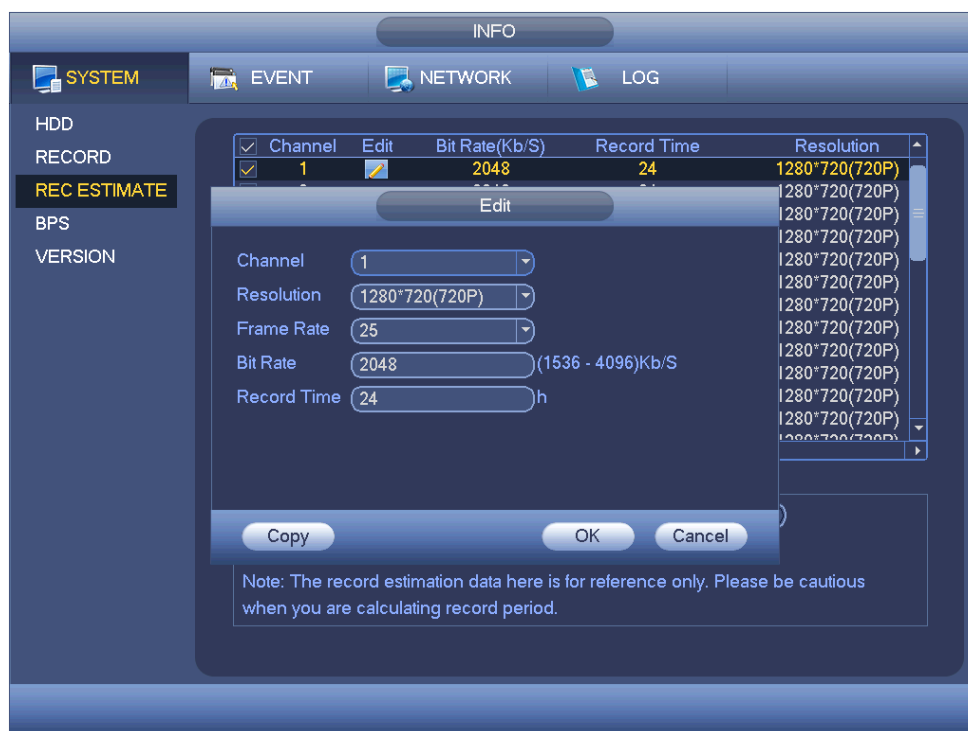 INFO
SYSTEM EVENT NETWORK LOG
HDD
RECORD
REC ESTIMATE
BPS
VERSION
Channel Edit Bit Rate(Kb/S) Record Time Resolution
1 2048 24 1280*720(720P)
1280*720(720P)
1280*720(720P)
1280*720(720P)
1280*720(720P)
1280*720(720P)
1280*720(720P)
1280*720(720P)
1280*720(720P)
1280*720(720P)
1280*720(720P)
1280*720(720P)
1280*720(720P)
Edit
Channel 1
Resolution 1280*720(720P)
Frame Rate 25
Bit Rate 2048 (1536 - 4096)Kb/S
Record Time 24 h
Copy OK Cancel
Note: The record estimation data here is for reference only. Please be cautious
when you are calculating record period.